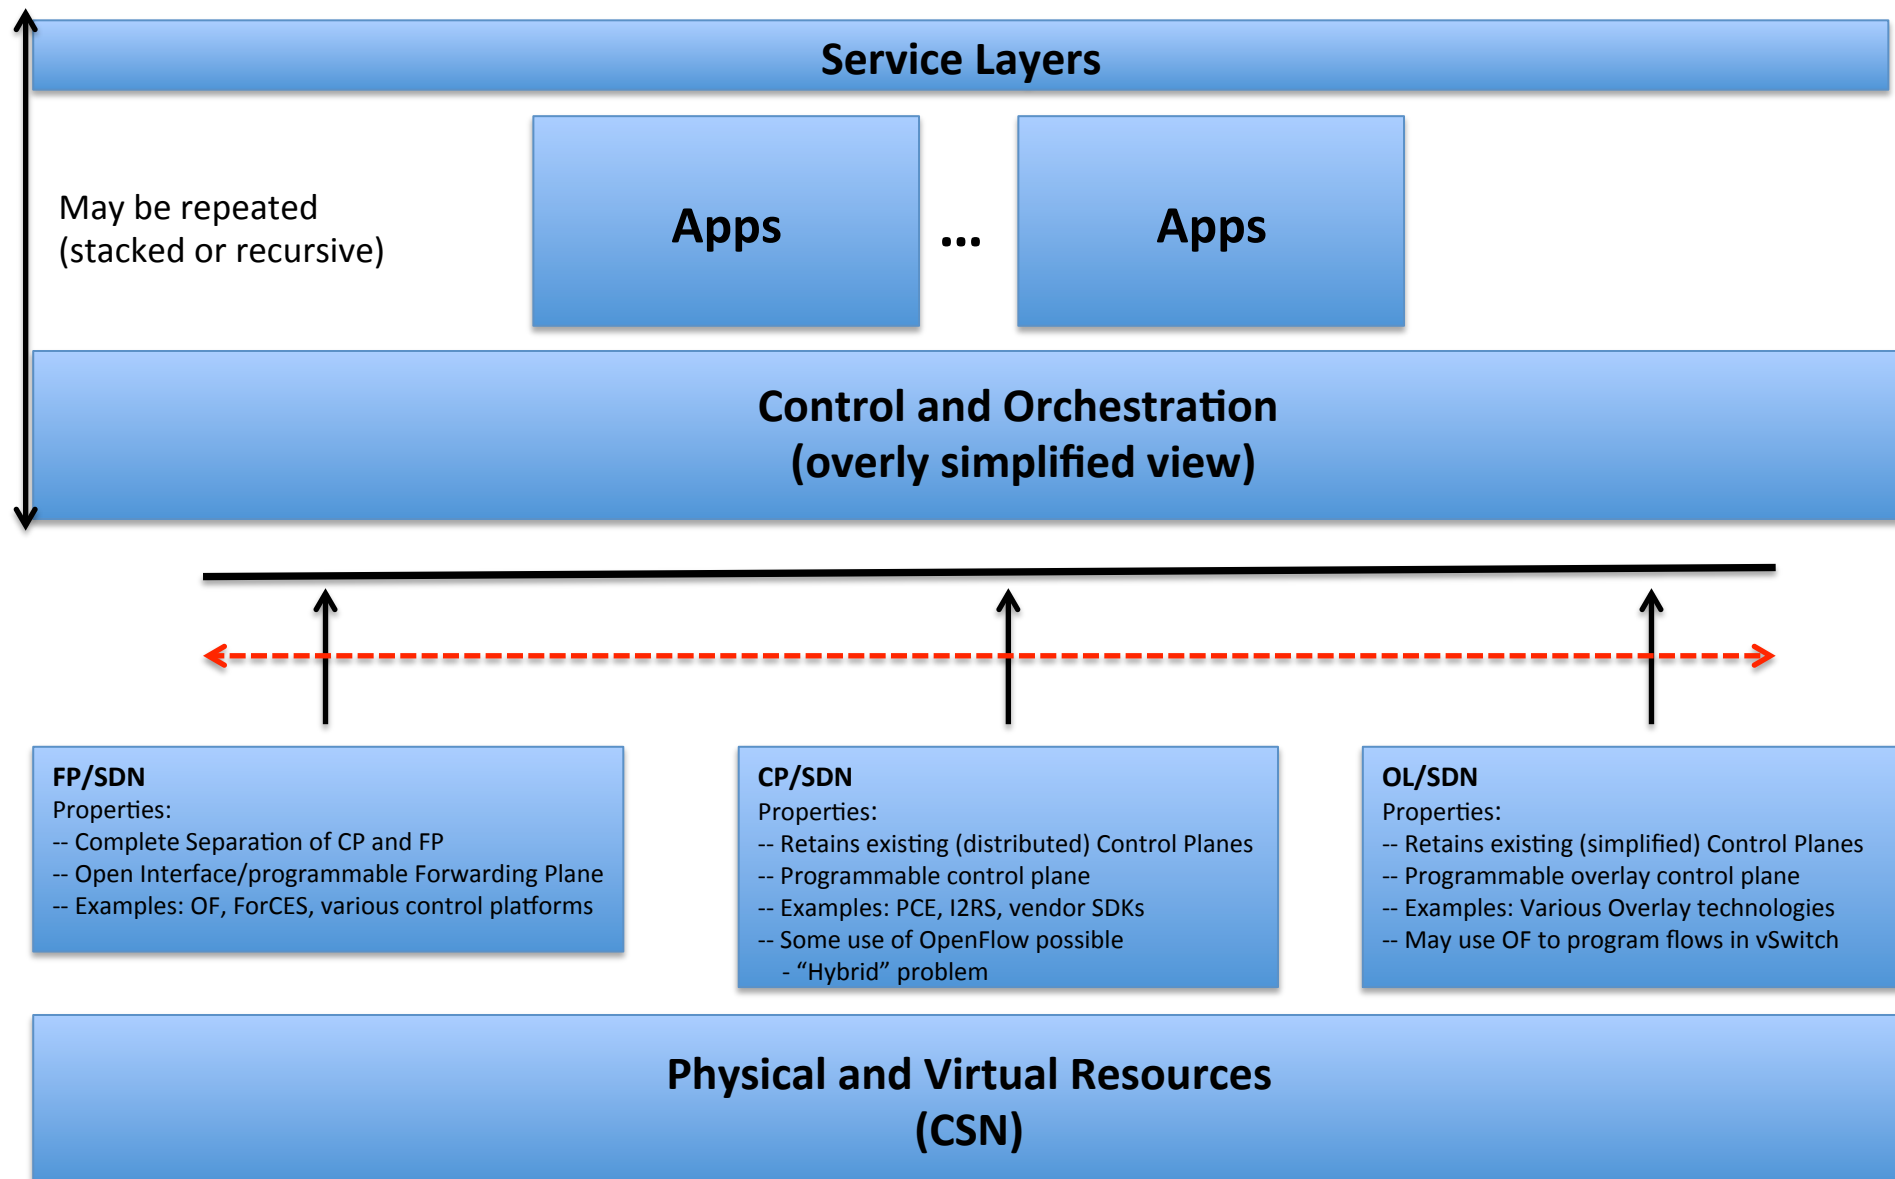 Service Layers
May be repeated
(stacked or recursive)
Apps
...
Apps
Control and Orchestration
(overly simplified view)
FP/SDN
Properties:
-- Complete Separation of CP and FP
-- Open Interface/programmable Forwarding Plane
-- Examples: OF, ForCES, various control platforms
CP/SDN
Properties:
-- Retains existing (distributed) Control Planes
-- Programmable control plane
-- Examples: PCE, I2RS, vendor SDKs
-- Some use of OpenFlow possible
- “Hybrid” problem
OL/SDN
Properties:
-- Retains existing (simplified) Control Planes
-- Programmable overlay control plane
-- Examples: Various Overlay technologies
-- May use OF to program flows in vSwitch
Physical and Virtual Resources
(CSN)